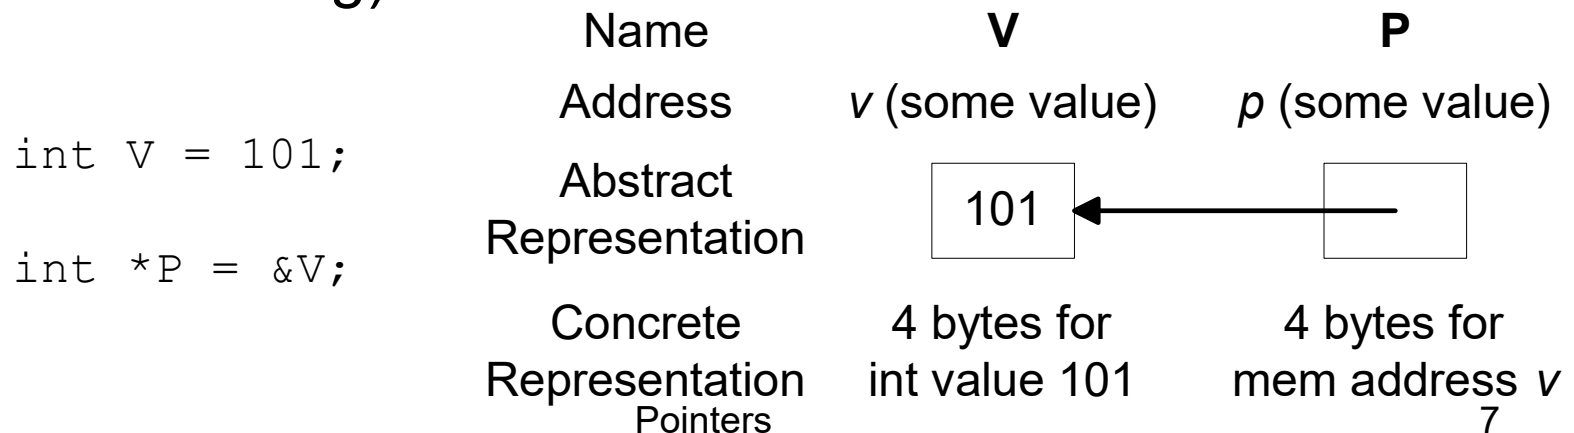 Name V P
Address v (some value) p (some value)
int V = 101;
Abstract
Representation
101
int *P = &V;
Concrete
Representation
4 bytes for
int value 101
4 bytes for
mem address v
Pointers 7